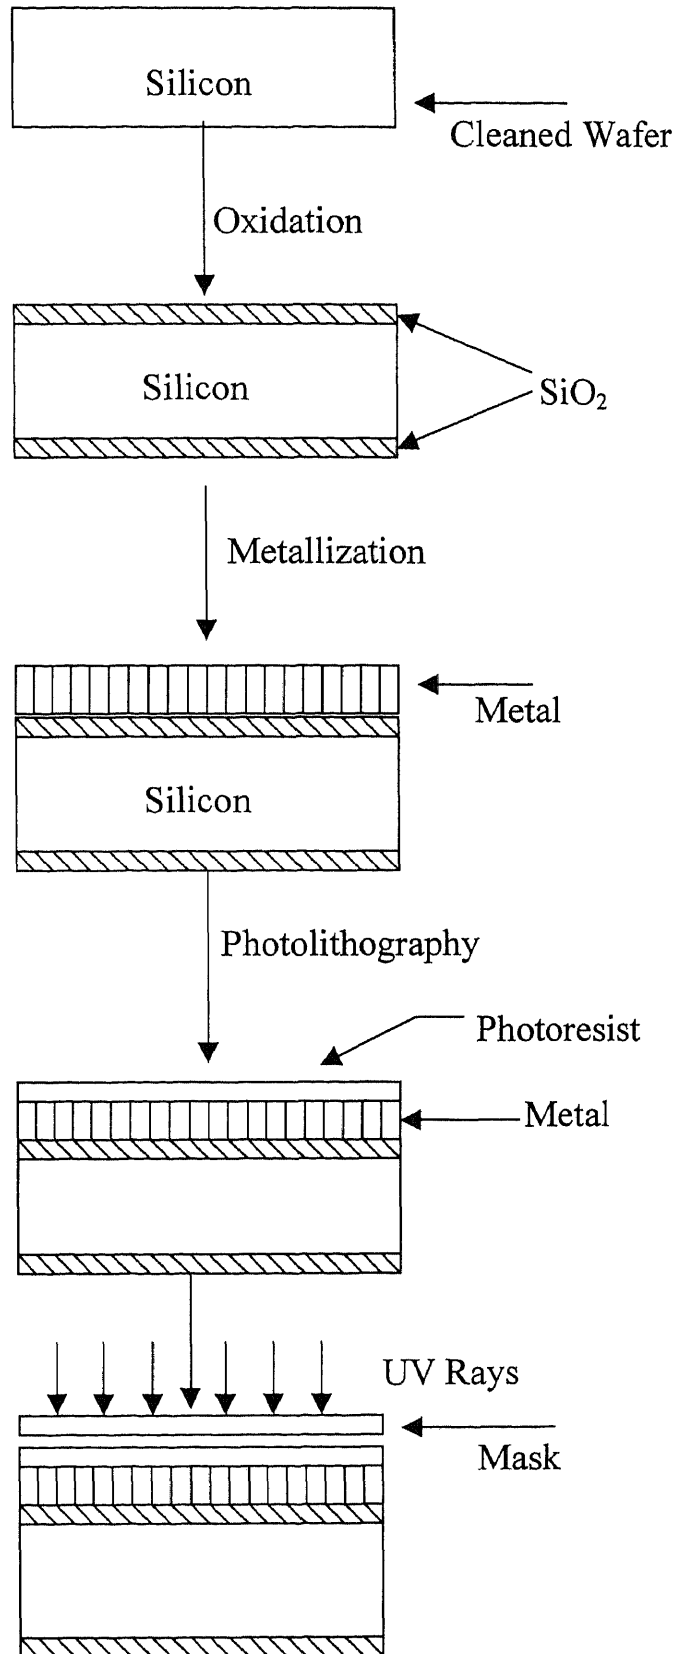 Silicon
Cleaned Wafer
Oxidation
Silicon
SiO₂
Metallization
Metal
Silicon
Photolithography
Photoresist
Metal
UV Rays
Mask